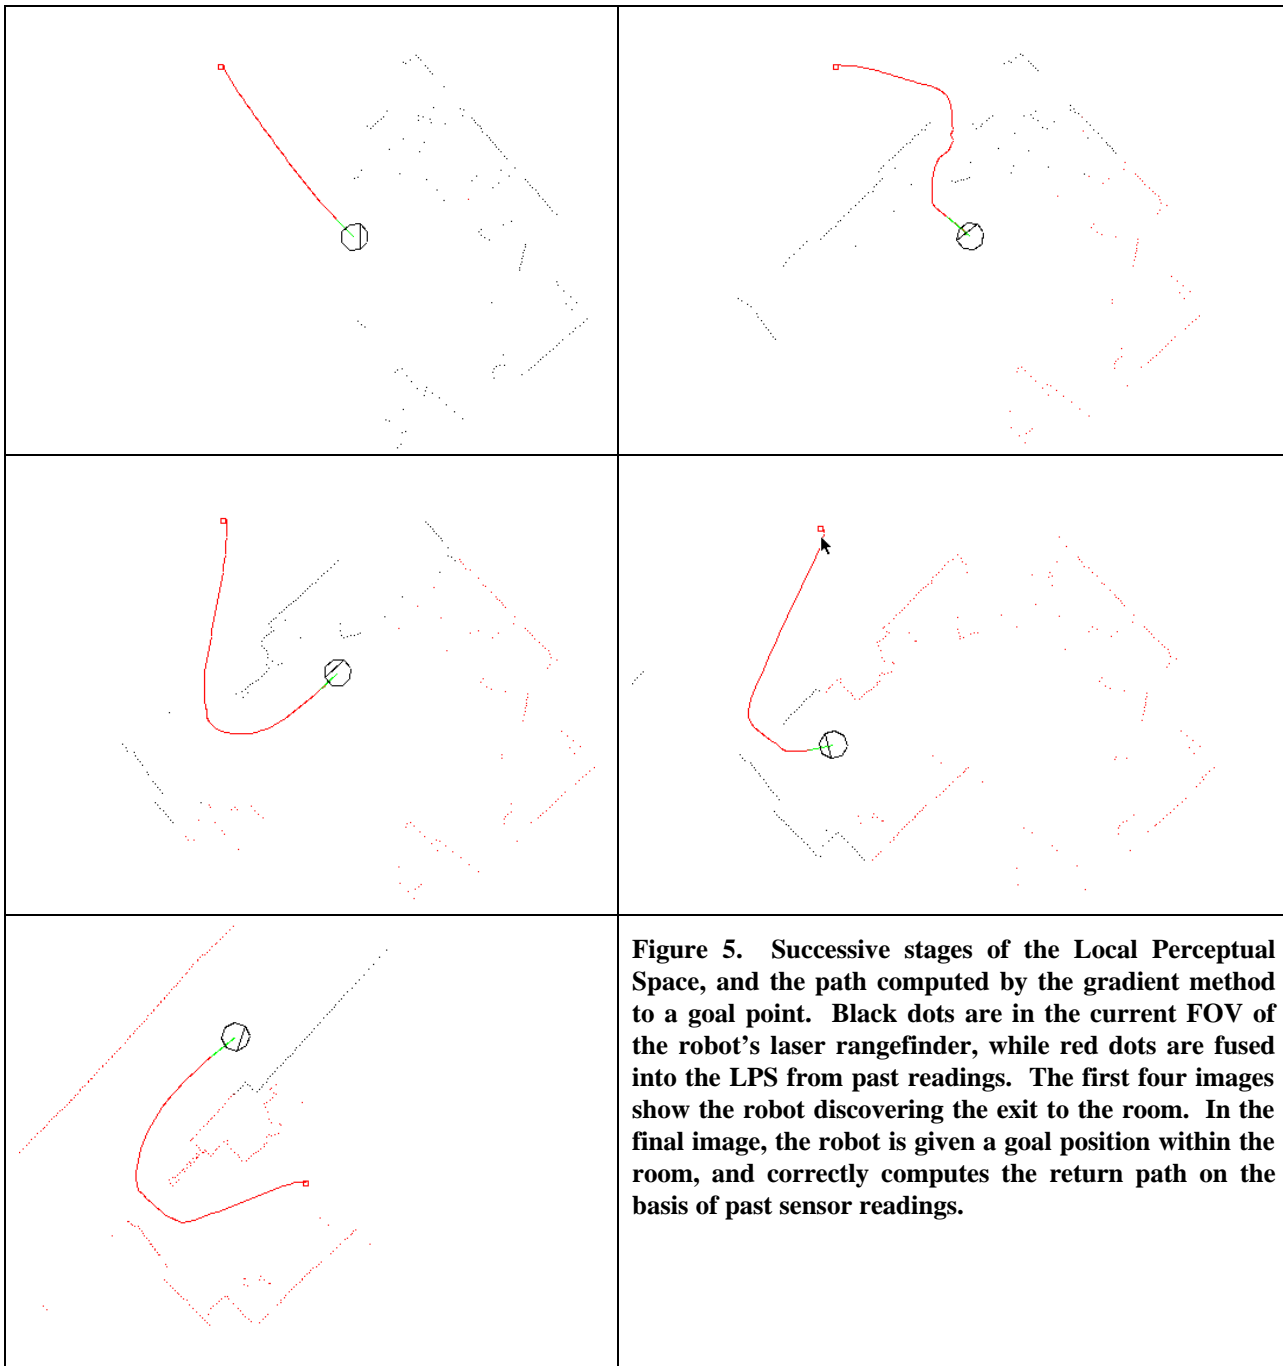 Figure 5. Successive stages of the Local Perceptual
Space, and the path computed by the gradient method
to a goal point. Black dots are in the current FOV of
the robot's laser rangefinder, while red dots are fused
into the LPS from past readings. The first four images
show the robot discovering the exit to the room. In the
final image, the robot is given a goal position within the
room, and correctly computes the return path on the
basis of past sensor readings.